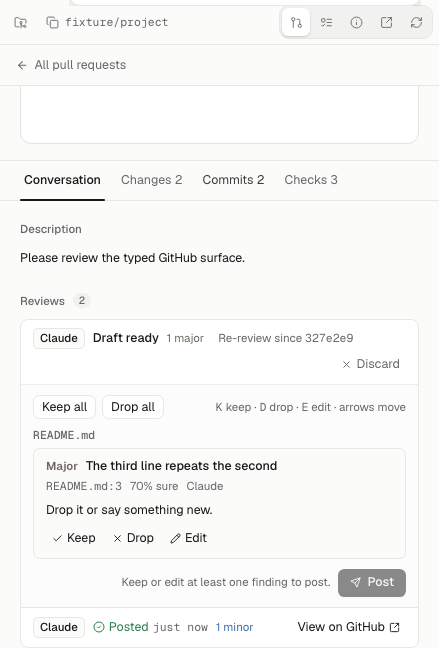 fixture/project
All pull requests
Conversation Changes 2 Commits 2 Checks 3
Description
Please review the typed GitHub surface.
Reviews 2
Claude Draft ready 1 major Re-review since 327e2e9
Discard
Keep all Drop all K keep · D drop · E edit · arrows move
README.md
Major The third line repeats the second
README.md:3 70% sure Claude
Drop it or say something new.
Keep Drop Edit
Keep or edit at least one finding to post. Post
Claude Posted just now 1 minor View on GitHub